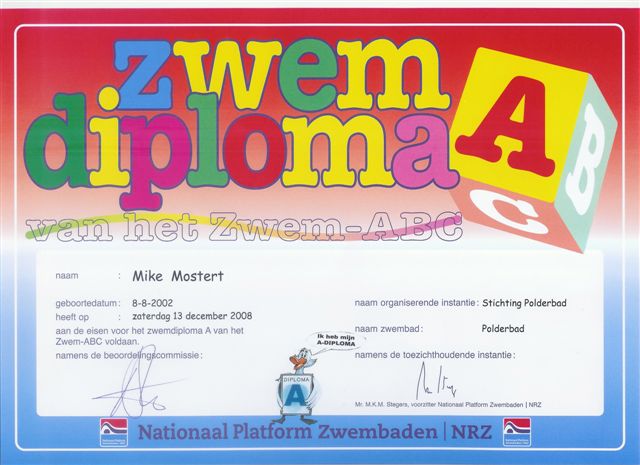 zwem
diploma
A
B
C
van het Zwem-ABC
naam : Mike Mostert
geboortedatum : 8-8-2002
heeft op : zaterdag 13 december 2008
aan de eisen voor het zwemdiploma A van het
Zwem-ABC voldaan.
namens de beoordelingscommissie :
naam organiserende instantie : Stichting Polderbad
naam zwembad : Polderbad
namens de toezichthoudende instantie :
Ik heb mijn
A-DIPLOMA
DIPLOMA
A
Mr. M.K.M. Stegers, voorzitter Nationaal Platform Zwembaden | NRZ
Nationaal Platform Zwembaden | NRZ